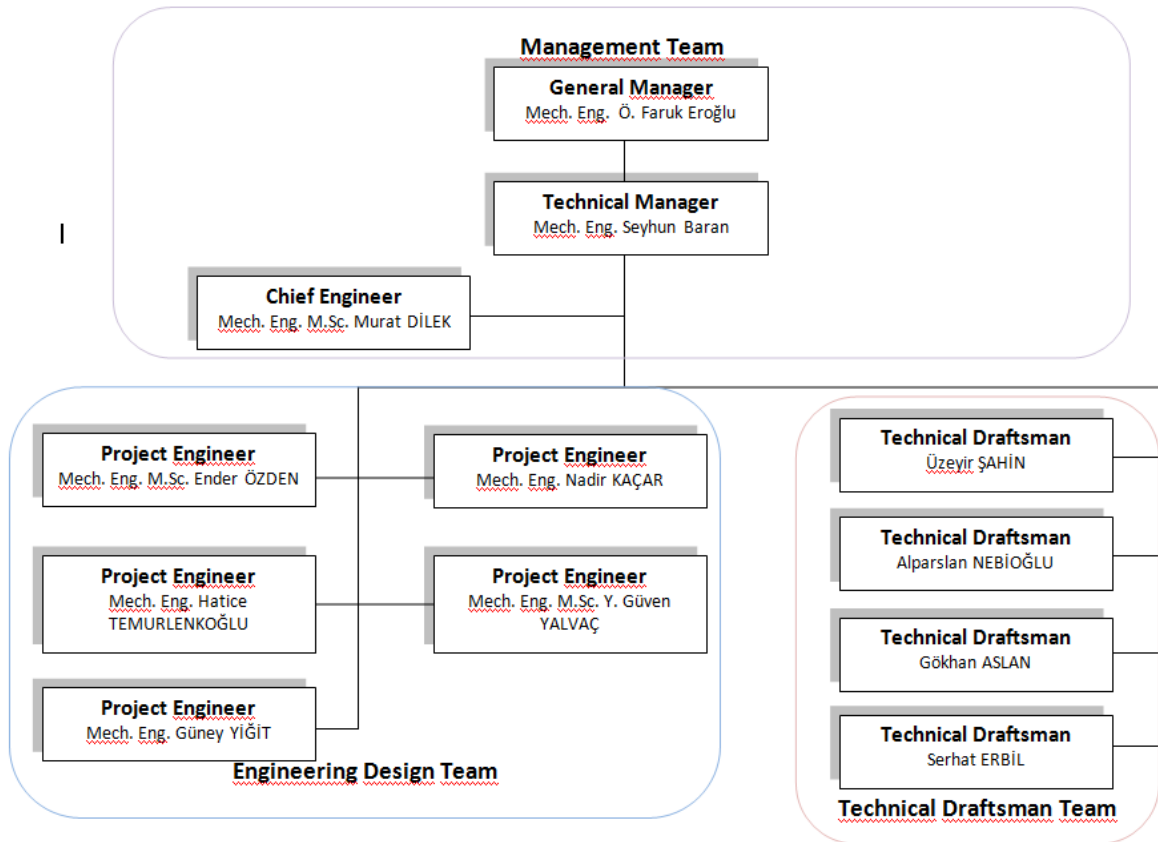 Management Team
General Manager
Mech. Eng. Ö. Faruk Eroğlu
Technical Manager
Mech. Eng. Seyhun Baran
Chief Engineer
Mech. Eng. M.Sc. Murat DİLEK
Project Engineer
Mech. Eng. M.Sc. Ender ÖZDEN
Project Engineer
Mech. Eng. Nadir KAÇAR
Project Engineer
Mech. Eng. Hatice
TEMURLENKOĞLU
Project Engineer
Mech. Eng. M.Sc. Y. Güven
YALVAÇ
Project Engineer
Mech. Eng. Güney YİĞİT
Engineering Design Team
Technical Draftsman
Üzeyir ŞAHİN
Technical Draftsman
Alparslan NEBİOĞLU
Technical Draftsman
Gökhan ASLAN
Technical Draftsman
Serhat ERBİL
Technical Draftsman Team